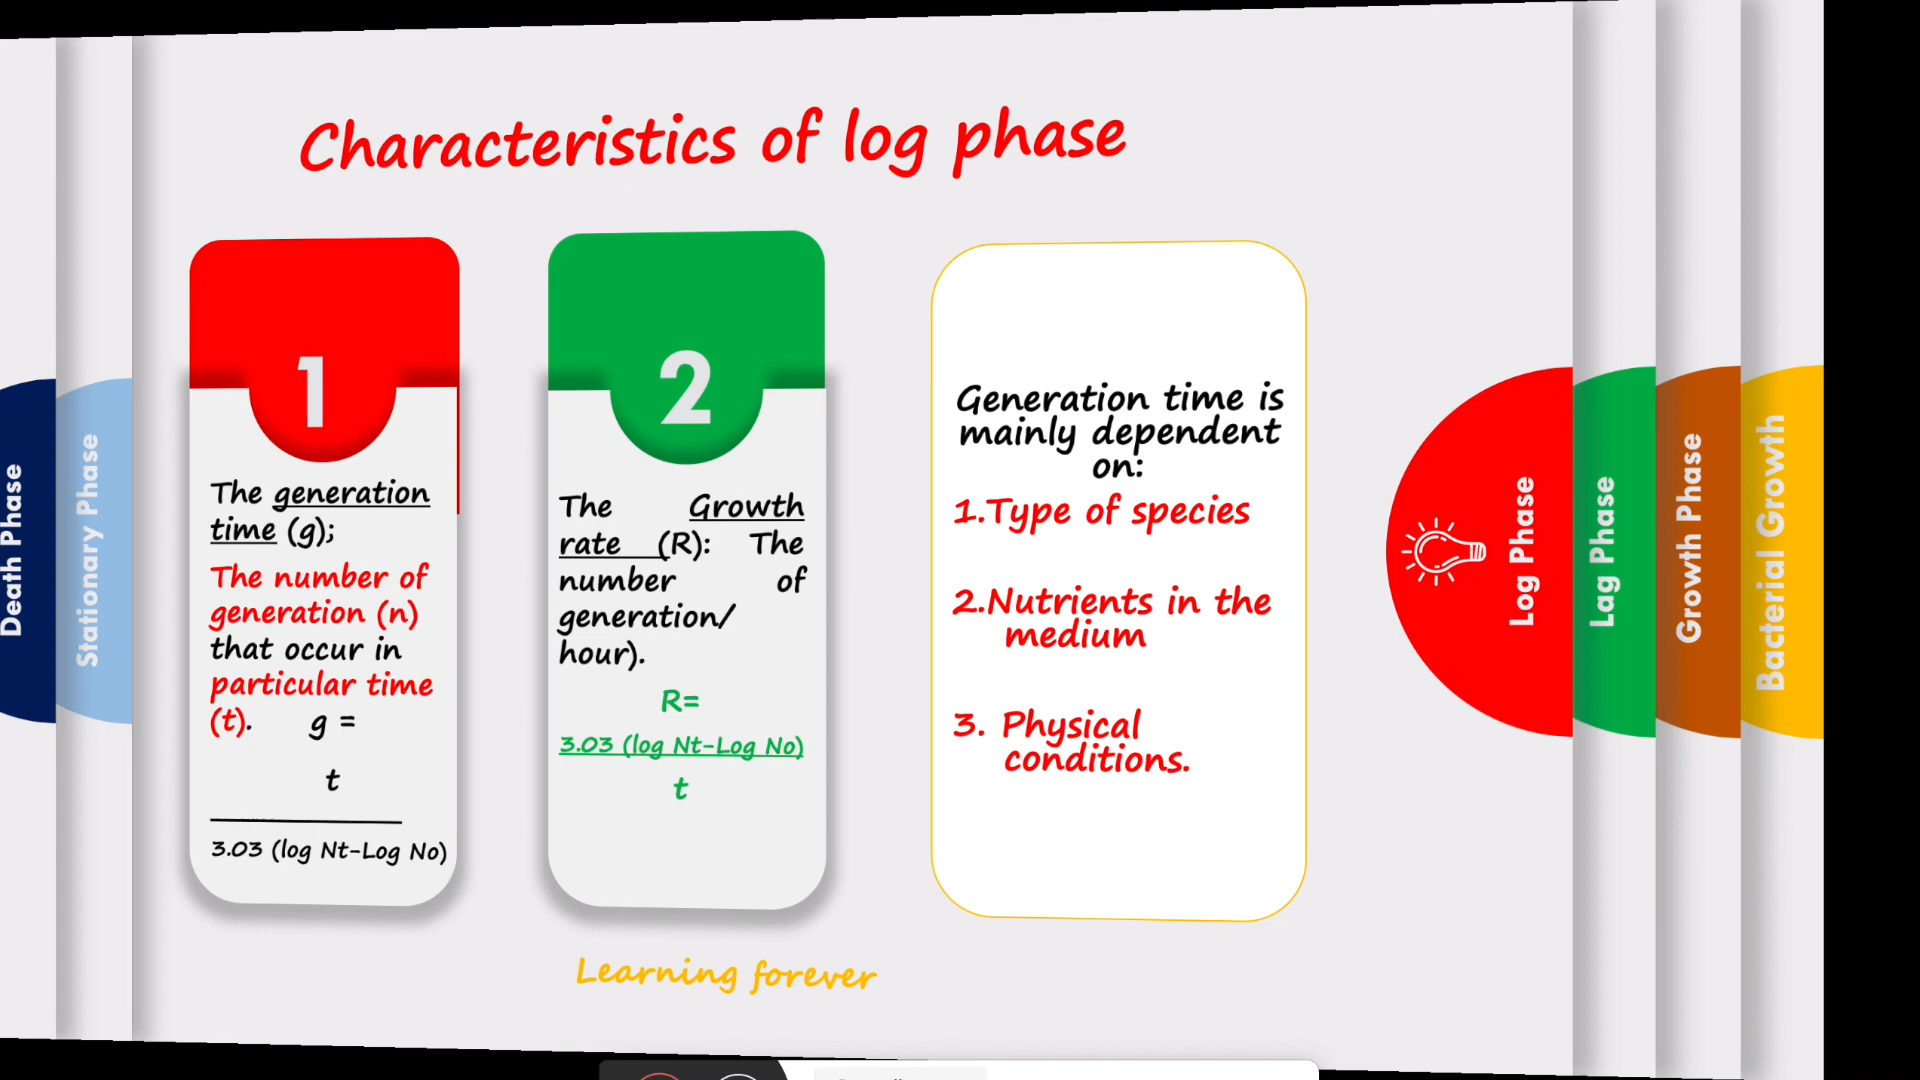 Characteristics of log phase
1
The generation
time (g);
The number of
generation (n)
that occur in
particular time
(t). g =
t
3.03 (log Nt-Log No)
2
The Growth
rate (R): The
number of
generation/
hour).
R=
3.03 (log Nt-Log No)
t
Generation time is
mainly dependent
on:
1.Type of species
2.Nutrients in the
medium
3. Physical
conditions.
Learning forever
Death Phase
Stationary Phase
Log Phase
Lag Phase
Growth Phase
Bacterial Growth